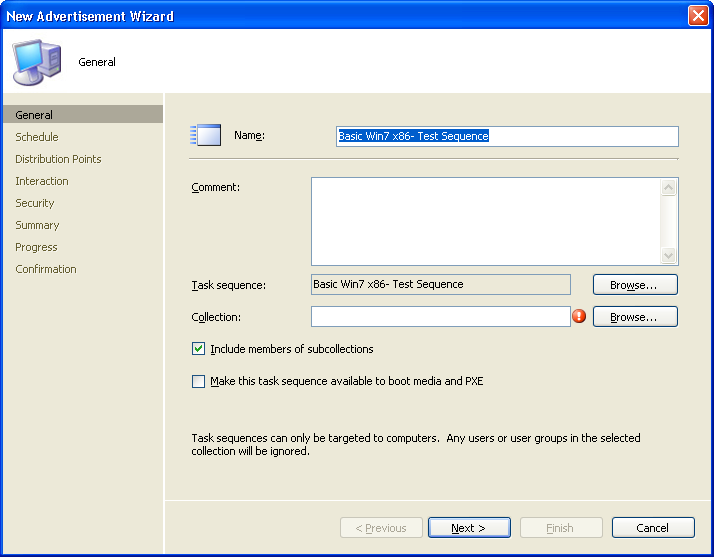 New Advertisement Wizard
General
General
Schedule
Distribution Points
Interaction
Security
Summary
Progress
Confirmation
Name:
Basic Win7 x86- Test Sequence
Comment:
Task sequence:
Basic Win7 x86- Test Sequence
Browse...
Collection:
Browse...
Include members of subcollections
Make this task sequence available to boot media and PXE
Task sequences can only be targeted to computers.  Any users or user groups in the selected
collection will be ignored.
< Previous
Next >
Finish
Cancel